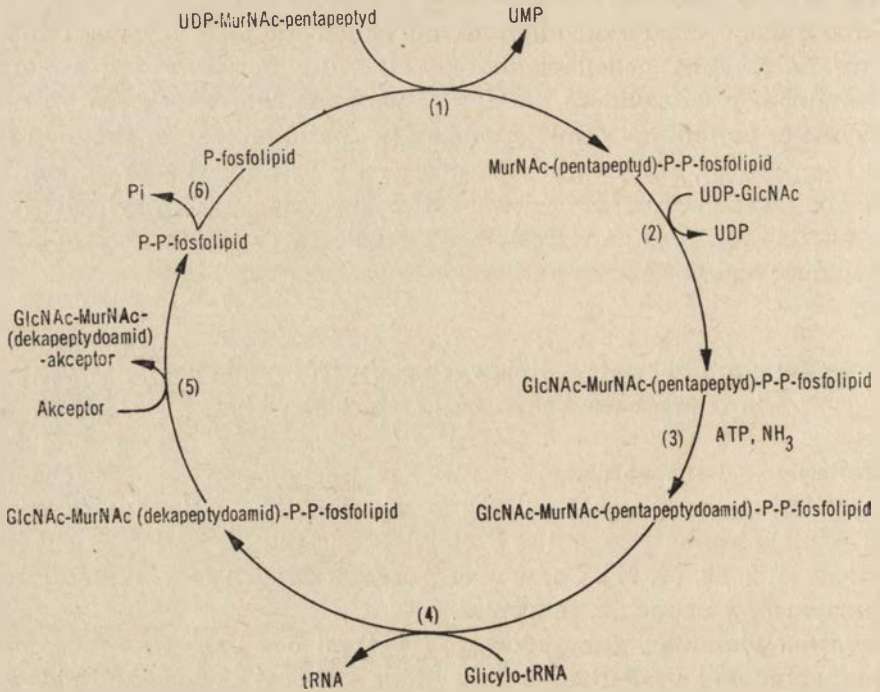 UDP-MurNAc-pentapeptyd
UMP
(1)
P-fosfolipid
MurNAc-(pentapeptyd)-P-P-fosfolipid
Pi
(6)
UDP-GlcNAc
(2)
UDP
P-P-fosfolipid
GlcNAc-MurNAc-
(dekapeptydoamid)
-akceptor
(5)
Akceptor
GlcNAc-MurNAc-(pentapeptyd)-P-P-fosfolipid
(3)
ATP, NH₃
GlcNAc-MurNAc (dekapeptydoamid)-P-P-fosfolipid
GlcNAc-MurNAc-(pentapeptydoamid)-P-P-fosfolipid
(4)
tRNA
Glicylo-tRNA